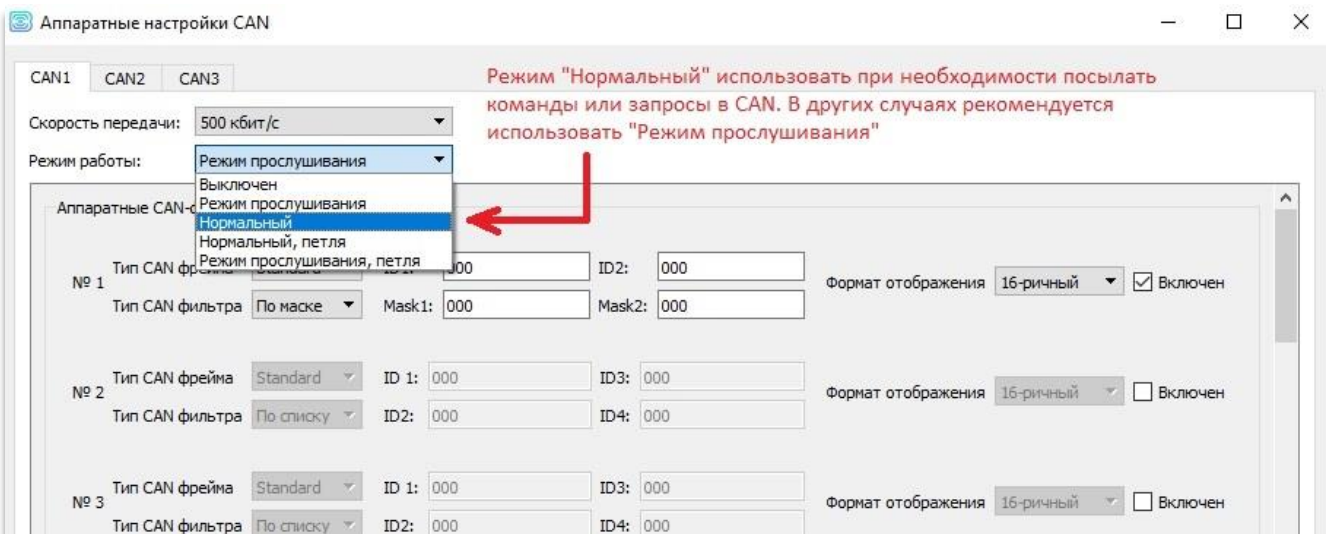 Аппаратные настройки CAN
CAN1 CAN2 CAN3
Режим "Нормальный" использовать при необходимости посылать
команды или запросы в CAN. В других случаях рекомендуется
использовать "Режим прослушивания"
Скорость передачи: 500 кбит/с
Режим работы: Режим прослушивания
Выключен
Режим прослушивания
Нормальный
Нормальный, петля
Режим прослушивания, петля
Аппаратные CAN-
№ 1
Тип CAN 000 ID2: 000
Тип CAN фильтра По маске Mask1: 000 Mask2: 000
Формат отображения 16-ричный Включен
№ 2
Тип CAN фрейма Standard ID 1: 000 ID3: 000
Тип CAN фильтра По списку ID2: 000 ID4: 000
Формат отображения 16-ричный Включен
№ 3
Тип CAN фрейма Standard ID 1: 000 ID3: 000
Тип CAN фильтра По списку ID2: 000 ID4: 000
Формат отображения 16-ричный Включен